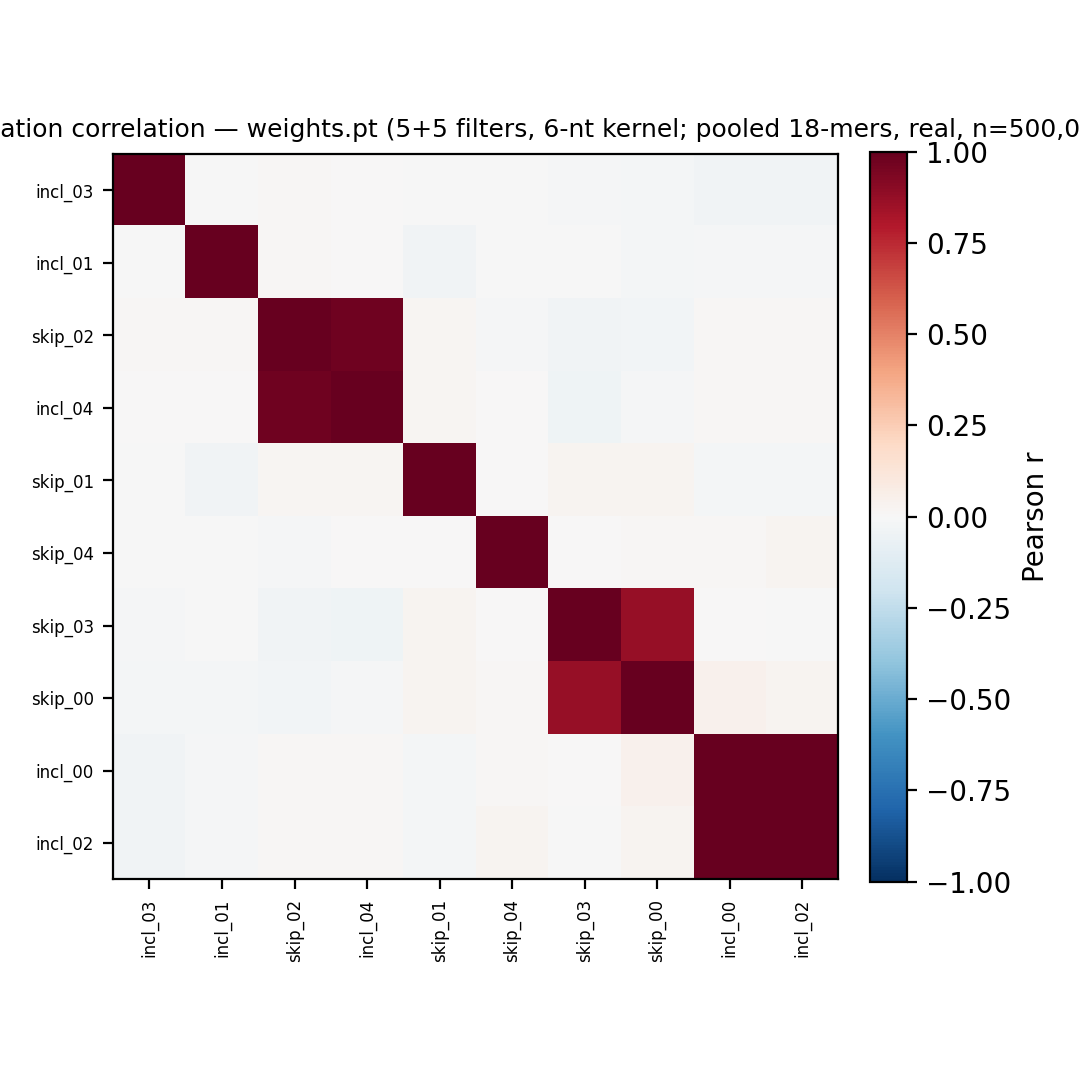 ation correlation — weights.pt (5+5 filters, 6-nt kernel; pooled 18-mers, real, n=500,0
incl_03
incl_01
skip_02
incl_04
skip_01
skip_04
skip_03
skip_00
incl_00
incl_02
incl_03
incl_01
skip_02
incl_04
skip_01
skip_04
skip_03
skip_00
incl_00
incl_02
1.00
0.75
0.50
0.25
0.00
−0.25
−0.50
−0.75
−1.00
Pearson r